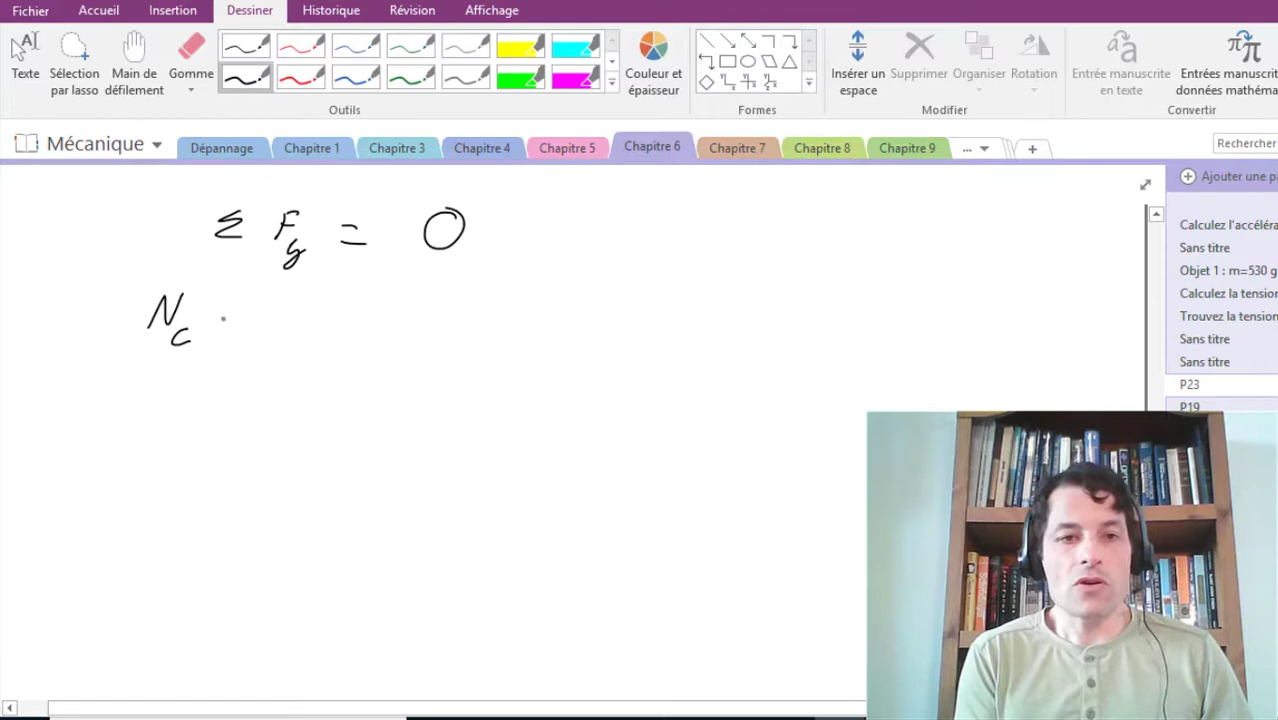 Fichier Accueil Insertion Dessiner Historique Révision Affichage
Texte
Sélection par lasso
Main de défilement
Gomme
Couleur et épaisseur
Insérer un espace
Supprimer
Organiser
Rotation
Entrée manuscrite en texte
Entrées manuscrit
données mathéma
Outils Formes Modifier Convertir
Mécanique Dépannage Chapitre 1 Chapitre 3 Chapitre 4 Chapitre 5 Chapitre 6 Chapitre 7 Chapitre 8 Chapitre 9 ... +
Rechercher
Ajouter une pa
Calculez l'accéléra
Sans titre
Objet 1 : m=530 g
Calculez la tension
Trouvez la tension
Sans titre
Sans titre
P23
P19
Σ Fy = 0
Nc